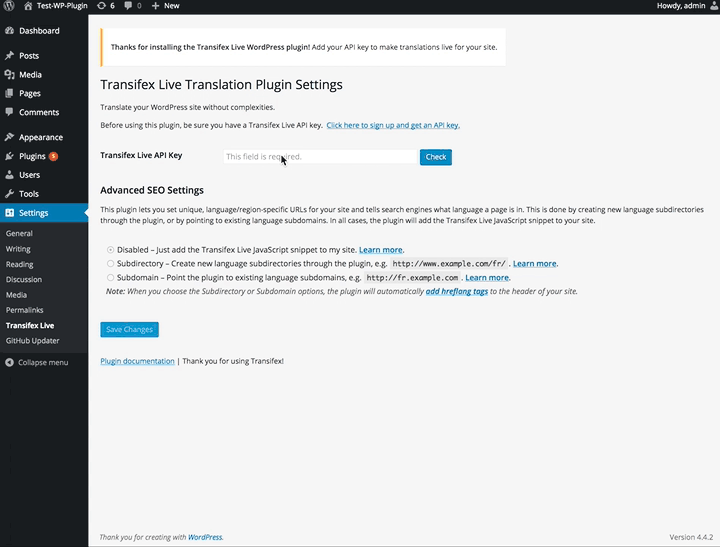 Test-WP-Plugin 6 0 New Howdy, admin
Dashboard
Posts
Media
Pages
Comments
Appearance
Plugins 5
Users
Tools
Settings
General
Writing
Reading
Discussion
Media
Permalinks
Transifex Live
GitHub Updater
Collapse menu
Thanks for installing the Transifex Live WordPress plugin! Add your API key to make translations live for your site.
Transifex Live Translation Plugin Settings
Translate your WordPress site without complexities.
Before using this plugin, be sure you have a Transifex Live API key. Click here to sign up and get an API key.
Transifex Live API Key This field is required. Check
Advanced SEO Settings
This plugin lets you set unique, language/region-specific URLs for your site and tells search engines what language a page is in. This is done by creating new language subdirectories
through the plugin, or by pointing to existing language subdomains. In all cases, the plugin will add the Transifex Live JavaScript snippet to your site.
Disabled – Just add the Transifex Live JavaScript snippet to my site. Learn more.
Subdirectory – Create new language subdirectories through the plugin, e.g. http://www.example.com/fr/ . Learn more.
Subdomain – Point the plugin to existing language subdomains, e.g. http://fr.example.com . Learn more.
Note: When you choose the Subdirectory or Subdomain options, the plugin will automatically add hreflang tags to the header of your site.
Save Changes
Plugin documentation | Thank you for using Transifex!
Thank you for creating with WordPress. Version 4.4.2